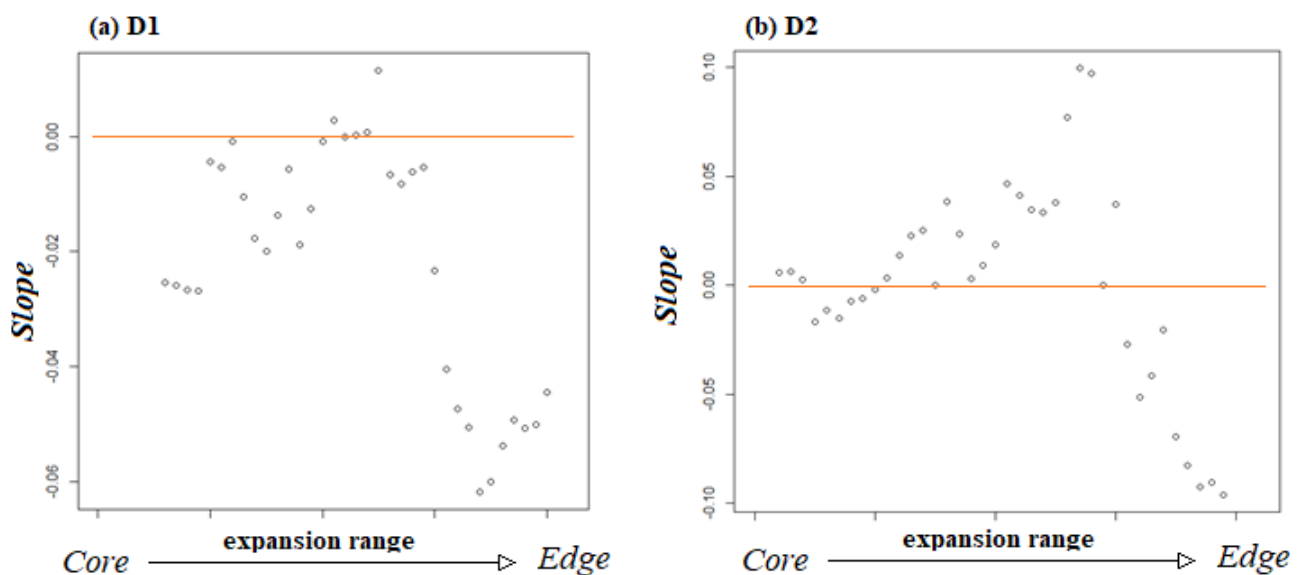 (a) D1
Slope
0.00
-0.02
-0.04
-0.06
expansion range
Core
Edge
(b) D2
Slope
0.10
0.05
0.00
-0.05
-0.10
expansion range
Core
Edge